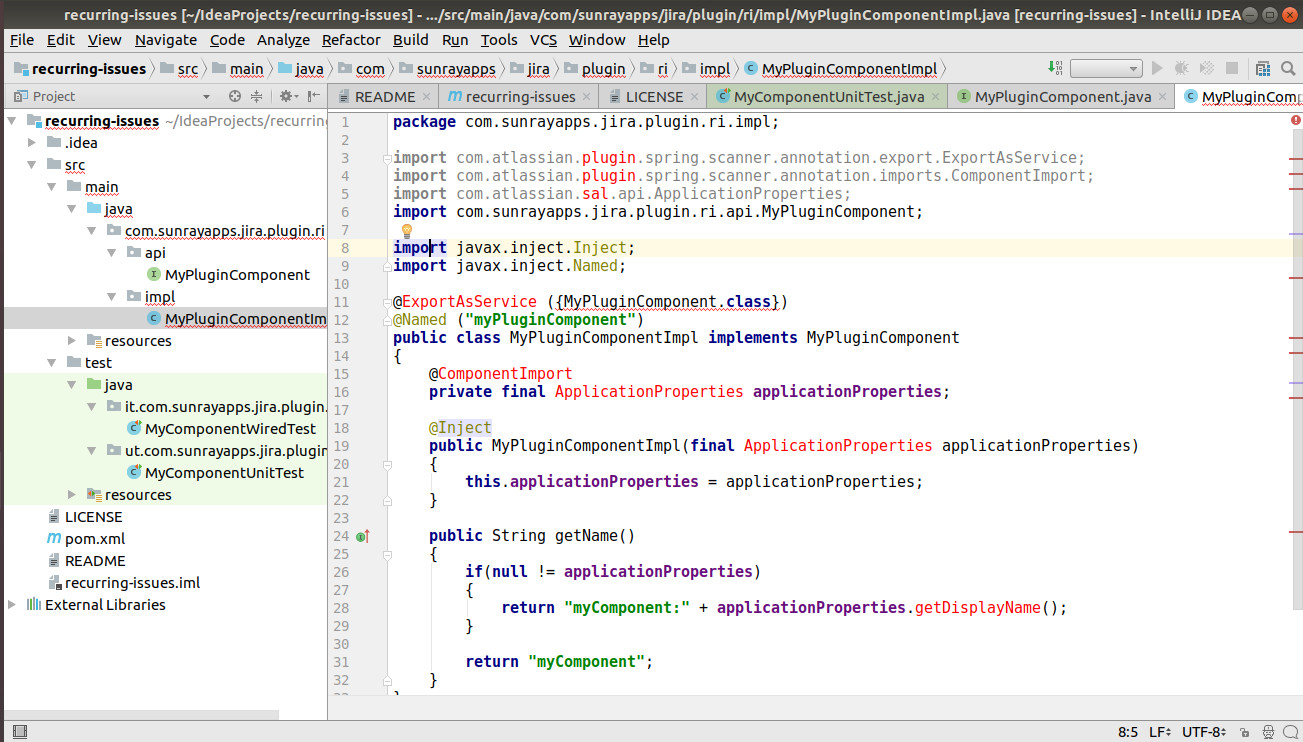 recurring-issues [~/IdeaProjects/recurring-issues] - .../src/main/java/com/sunrayapps/jira/plugin/ri/impl/MyPluginComponentImpl.java [recurring-issues] - IntelliJ IDEA
File Edit View Navigate Code Analyze Refactor Build Run Tools VCS Window Help
recurring-issues src main java com sunrayapps jira plugin ri impl MyPluginComponentImpl
Project
README recurring-issues LICENSE MyComponentUnitTest.java MyPluginComponent.java MyPluginComp
recurring-issues ~/IdeaProjects/recurring
.idea
src
main
java
com.sunrayapps.jira.plugin.ri
api
MyPluginComponent
impl
MyPluginComponentIm
resources
test
java
it.com.sunrayapps.jira.plugin.
MyComponentWiredTest
ut.com.sunrayapps.jira.plugin
MyComponentUnitTest
resources
LICENSE
pom.xml
README
recurring-issues.iml
External Libraries
1 package com.sunrayapps.jira.plugin.ri.impl;
2
3 import com.atlassian.plugin.spring.scanner.annotation.export.ExportAsService;
4 import com.atlassian.plugin.spring.scanner.annotation.imports.ComponentImport;
5 import com.atlassian.sal.api.ApplicationProperties;
6 import com.sunrayapps.jira.plugin.ri.api.MyPluginComponent;
7
8 import javax.inject.Inject;
9 import javax.inject.Named;
10
11 @ExportAsService ({MyPluginComponent.class})
12 @Named ("myPluginComponent")
13 public class MyPluginComponentImpl implements MyPluginComponent
14 {
15 @ComponentImport
16 private final ApplicationProperties applicationProperties;
17
18 @Inject
19 public MyPluginComponentImpl(final ApplicationProperties applicationProperties)
20 {
21 this.applicationProperties = applicationProperties;
22 }
23
24 public String getName()
25 {
26 if(null != applicationProperties)
27 {
28 return "myComponent:" + applicationProperties.getDisplayName();
29 }
30
31 return "myComponent";
32 }
8:5 LF UTF-8